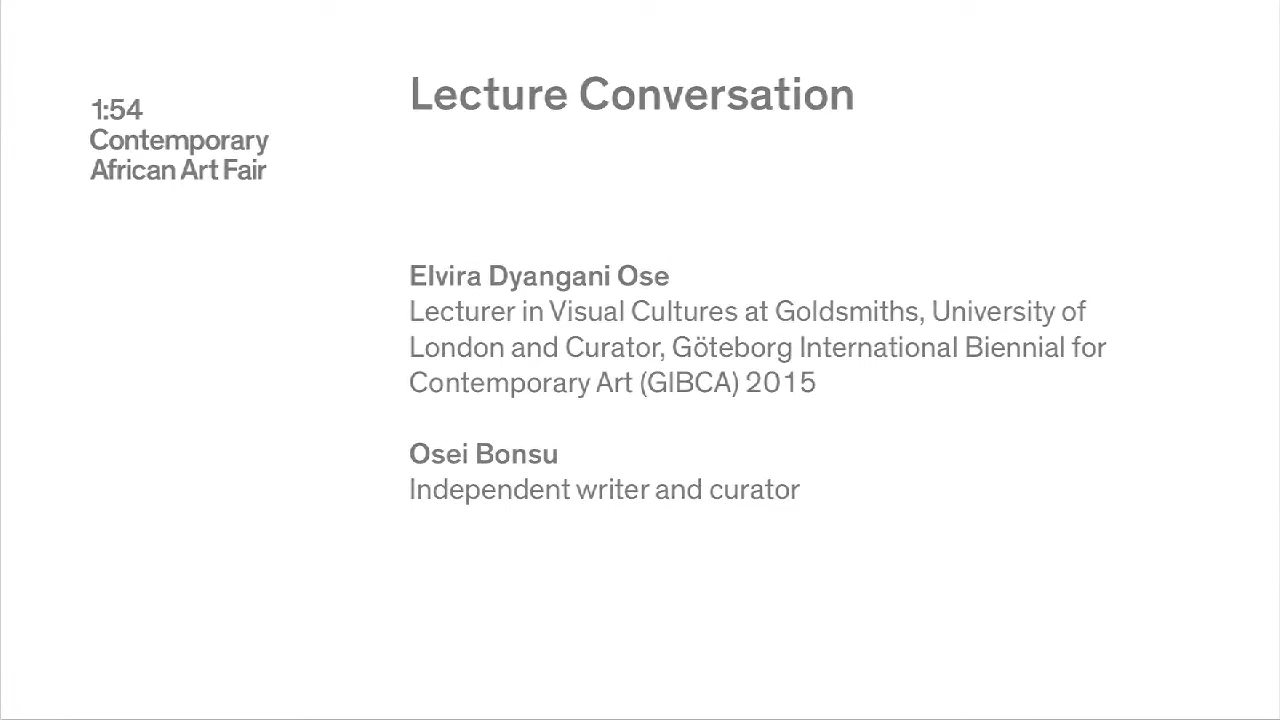 1:54
Contemporary
African Art Fair
Lecture Conversation
Elvira Dyangani Ose
Lecturer in Visual Cultures at Goldsmiths, University of
London and Curator, Göteborg International Biennial for
Contemporary Art (GIBCA) 2015
Osei Bonsu
Independent writer and curator